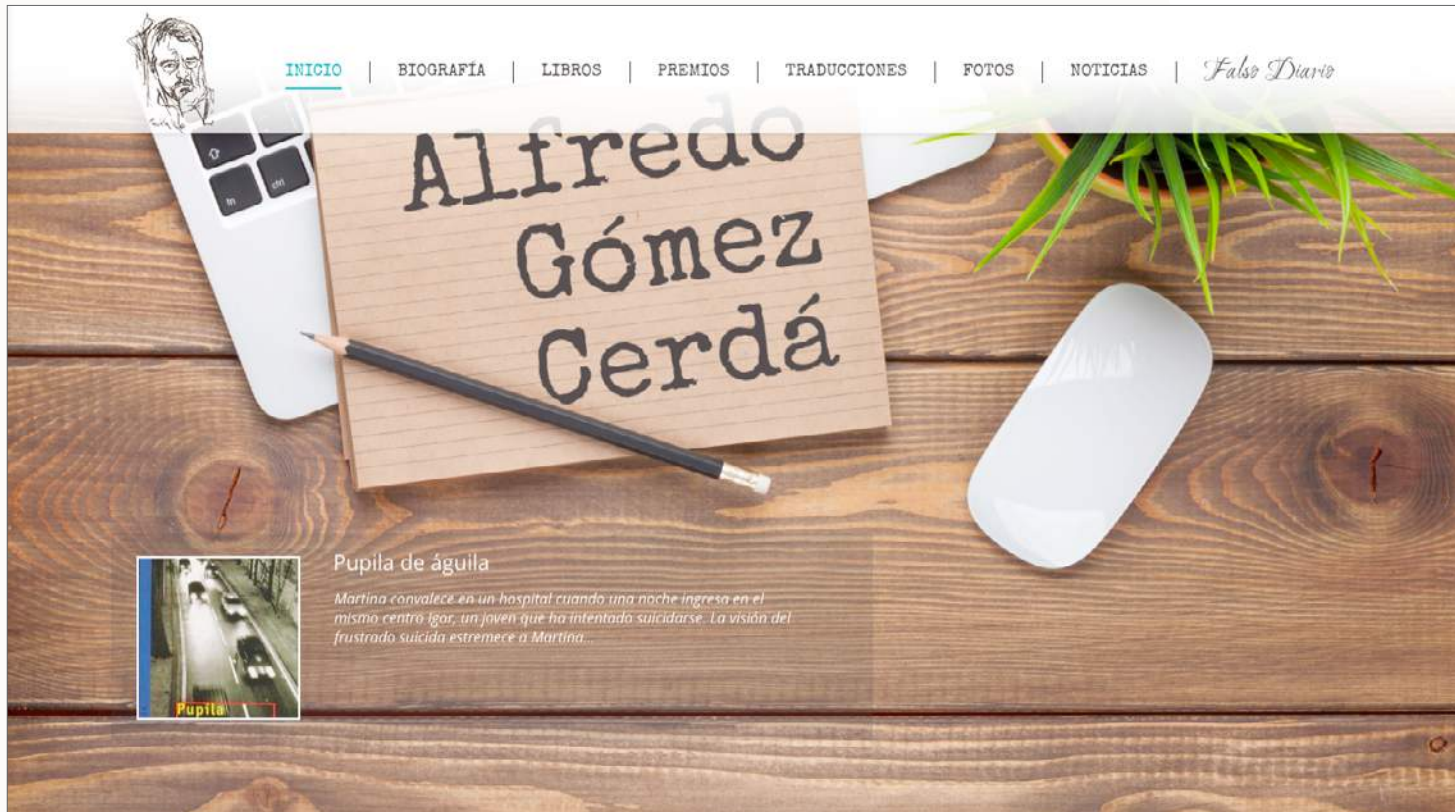 INICIO | BIOGRAFÍA | LIBROS | PREMIOS | TRADUCCIONES | FOTOS | NOTICIAS | Falso Diario
Alfredo
Gómez
Cerdá
fn
ctrl
Pupila de águila
Martina convalece en un hospital cuando una noche ingresa en el
mismo centro Igor, un joven que ha intentado suicidarse. La visión del
frustrado suicida estremece a Martina...
Pupila